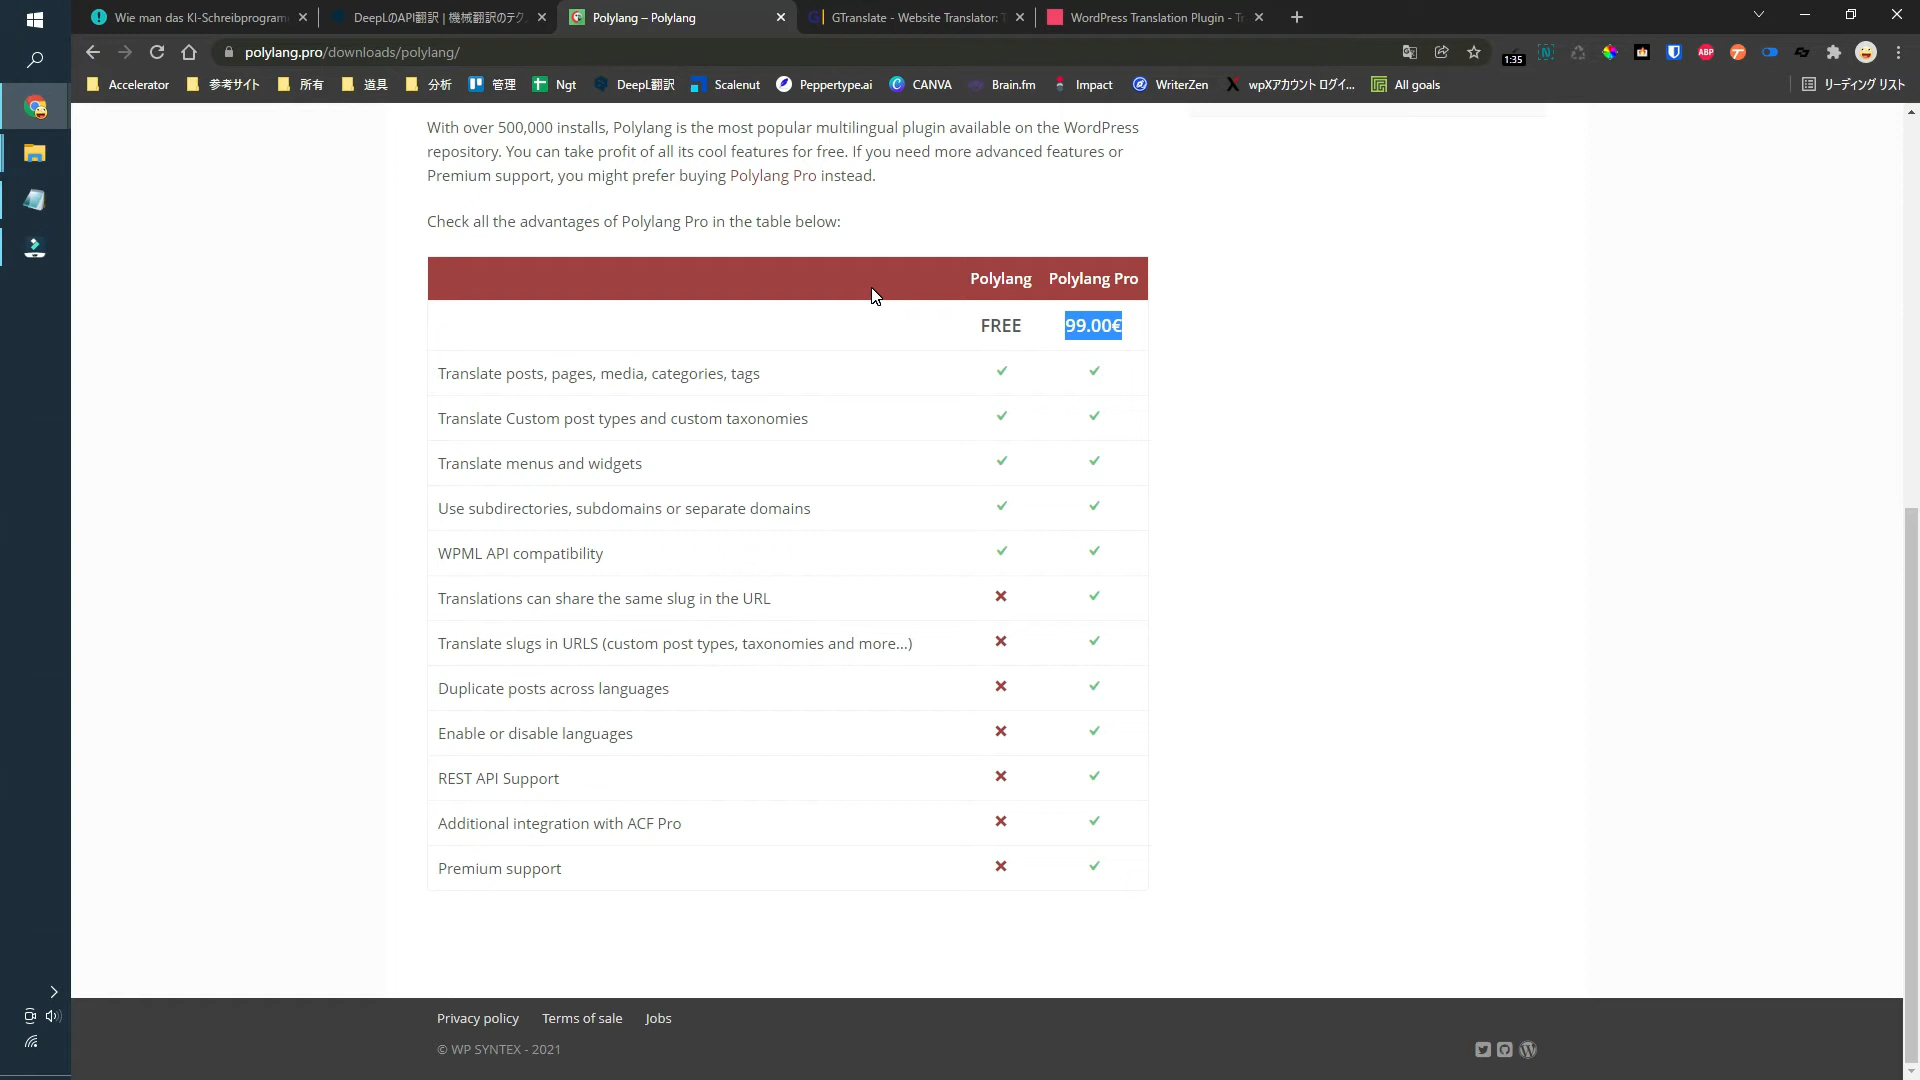 Wie man das KI-Schreibprogram
DeepLのAPI翻訳 | 機械翻訳のテク
Polylang – Polylang
GTranslate - Website Translator: T
WordPress Translation Plugin - Tr
polylang.pro/downloads/polylang/
1:35
ABP
Accelerator
参考サイト
所有
道具
分析
管理
Ngt
DeepL翻訳
Scalenut
Peppertype.ai
CANVA
Brain.fm
Impact
WriterZen
wpXアカウント ログイ...
All goals
リーディング リスト
With over 500,000 installs, Polylang is the most popular multilingual plugin available on the WordPress
repository. You can take profit of all its cool features for free. If you need more advanced features or
Premium support, you might prefer buying Polylang Pro instead.
Check all the advantages of Polylang Pro in the table below:
Polylang Polylang Pro
FREE 99.00€
Translate posts, pages, media, categories, tags
Translate Custom post types and custom taxonomies
Translate menus and widgets
Use subdirectories, subdomains or separate domains
WPML API compatibility
Translations can share the same slug in the URL
Translate slugs in URLS (custom post types, taxonomies and more...)
Duplicate posts across languages
Enable or disable languages
REST API Support
Additional integration with ACF Pro
Premium support
Privacy policy Terms of sale Jobs
© WP SYNTEX - 2021